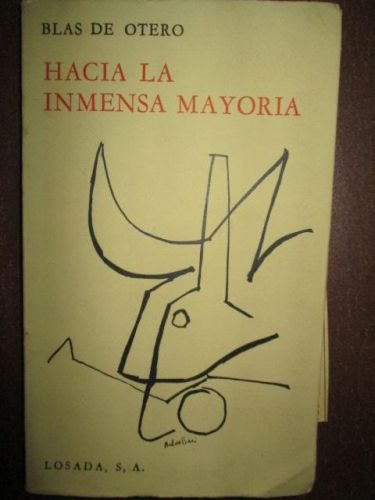 BLAS DE OTERO
HACIA LA
INMENSA MAYORIA
LOSADA, S, A.